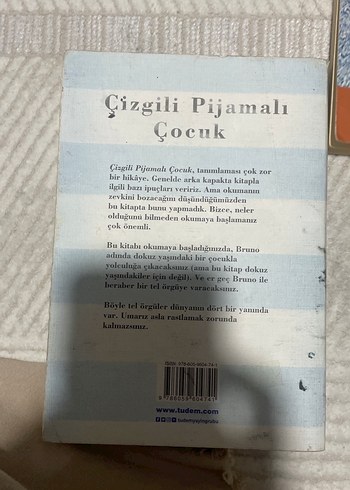 Çizgili Pijamalı
Çocuk
Çizgili Pijamalı Çocuk, tanımlaması çok zor
bir hikâye. Genelde arka kapakta kitapla
ilgili bazı ipuçları veririz. Ama okumanın
zevkini bozacağını düşündüğümüzden
bu kitapta bunu yapmadık. Bizce, neler
olduğunu bilmeden okumaya başlamanız
çok önemli.
Bu kitabı okumaya başladığınızda, Bruno
adında dokuz yaşındaki bir çocukla
yolculuğa çıkacaksınız (ama bu kitap dokuz
yaşındakiler için değil). Ve er geç Bruno ile
beraber bir tel örgüye varacaksınız.
Böyle tel örgüler dünyanın dört bir yanında
var. Umarız asla rastlamak zorunda
kalmazsınız.
www.tudem.com